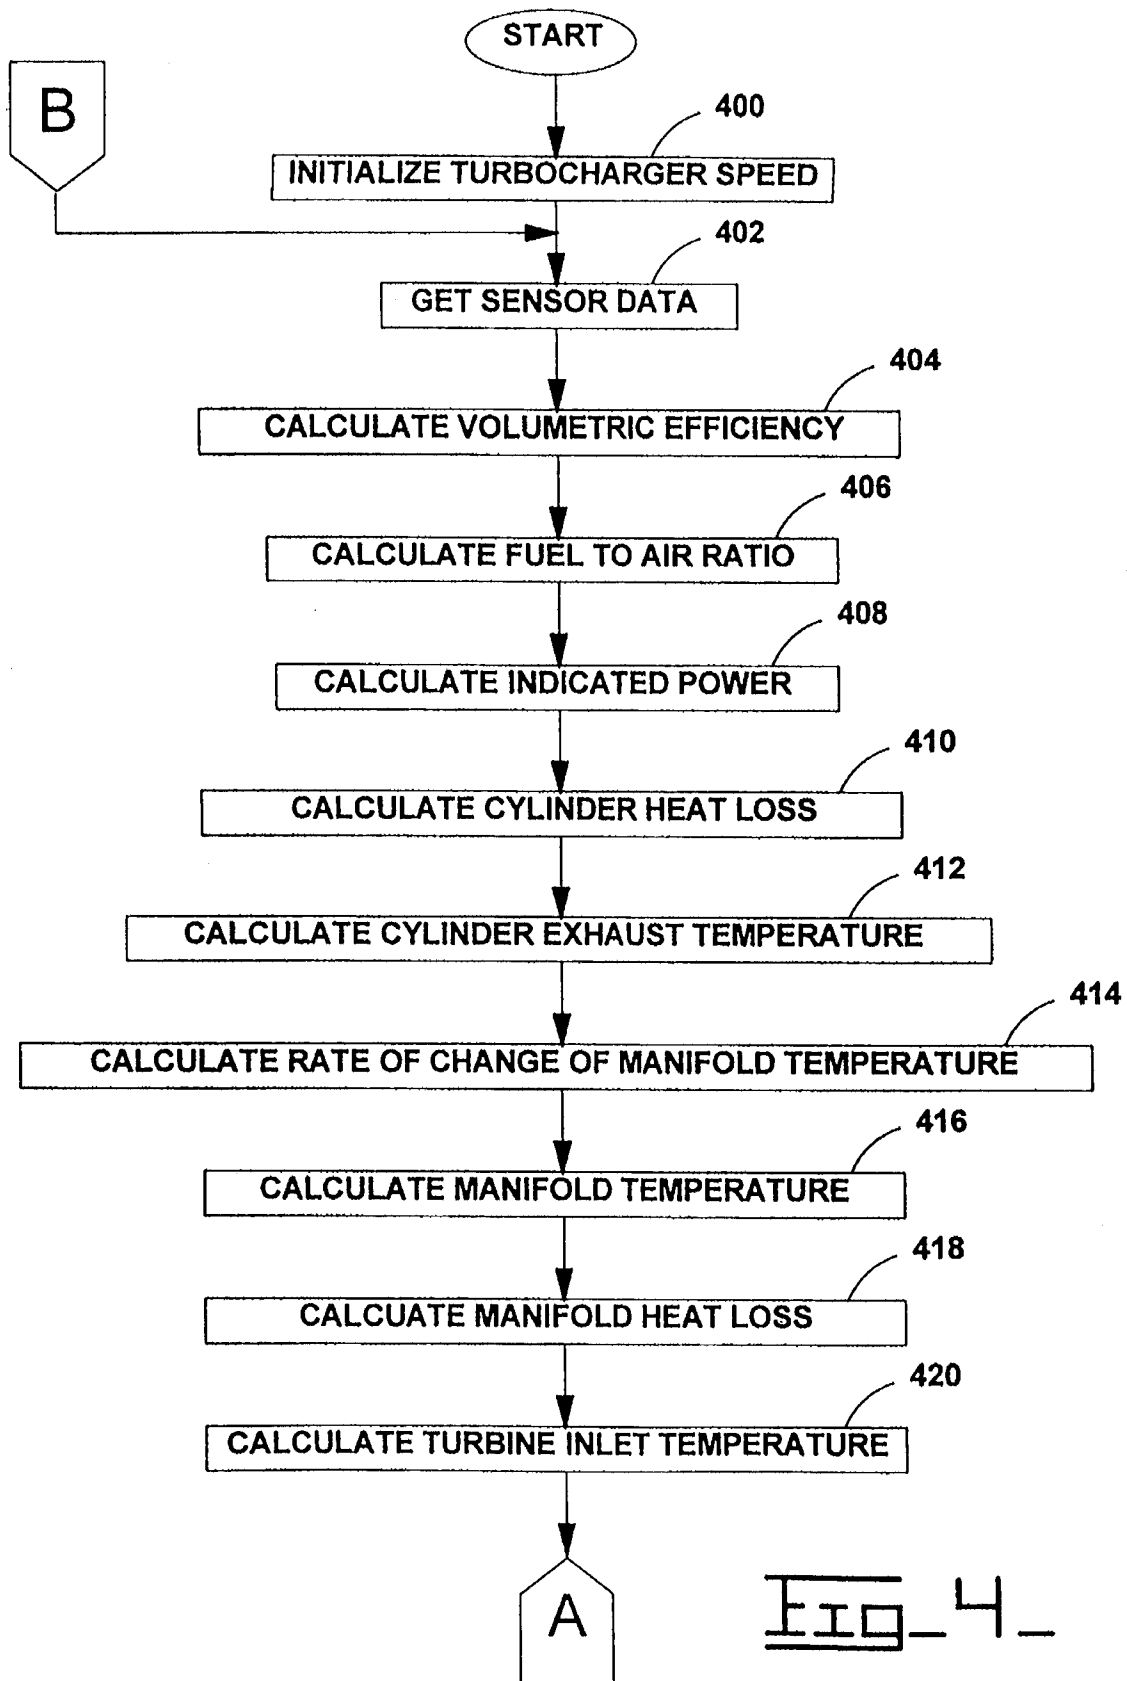 START
B
400
INITIALIZE TURBOCHARGER SPEED
402
GET SENSOR DATA
404
CALCULATE VOLUMETRIC EFFICIENCY
406
CALCULATE FUEL TO AIR RATIO
408
CALCULATE INDICATED POWER
410
CALCULATE CYLINDER HEAT LOSS
412
CALCULATE CYLINDER EXHAUST TEMPERATURE
414
CALCULATE RATE OF CHANGE OF MANIFOLD TEMPERATURE
416
CALCULATE MANIFOLD TEMPERATURE
418
CALCUATE MANIFOLD HEAT LOSS
420
CALCULATE TURBINE INLET TEMPERATURE
A
Fig_4_